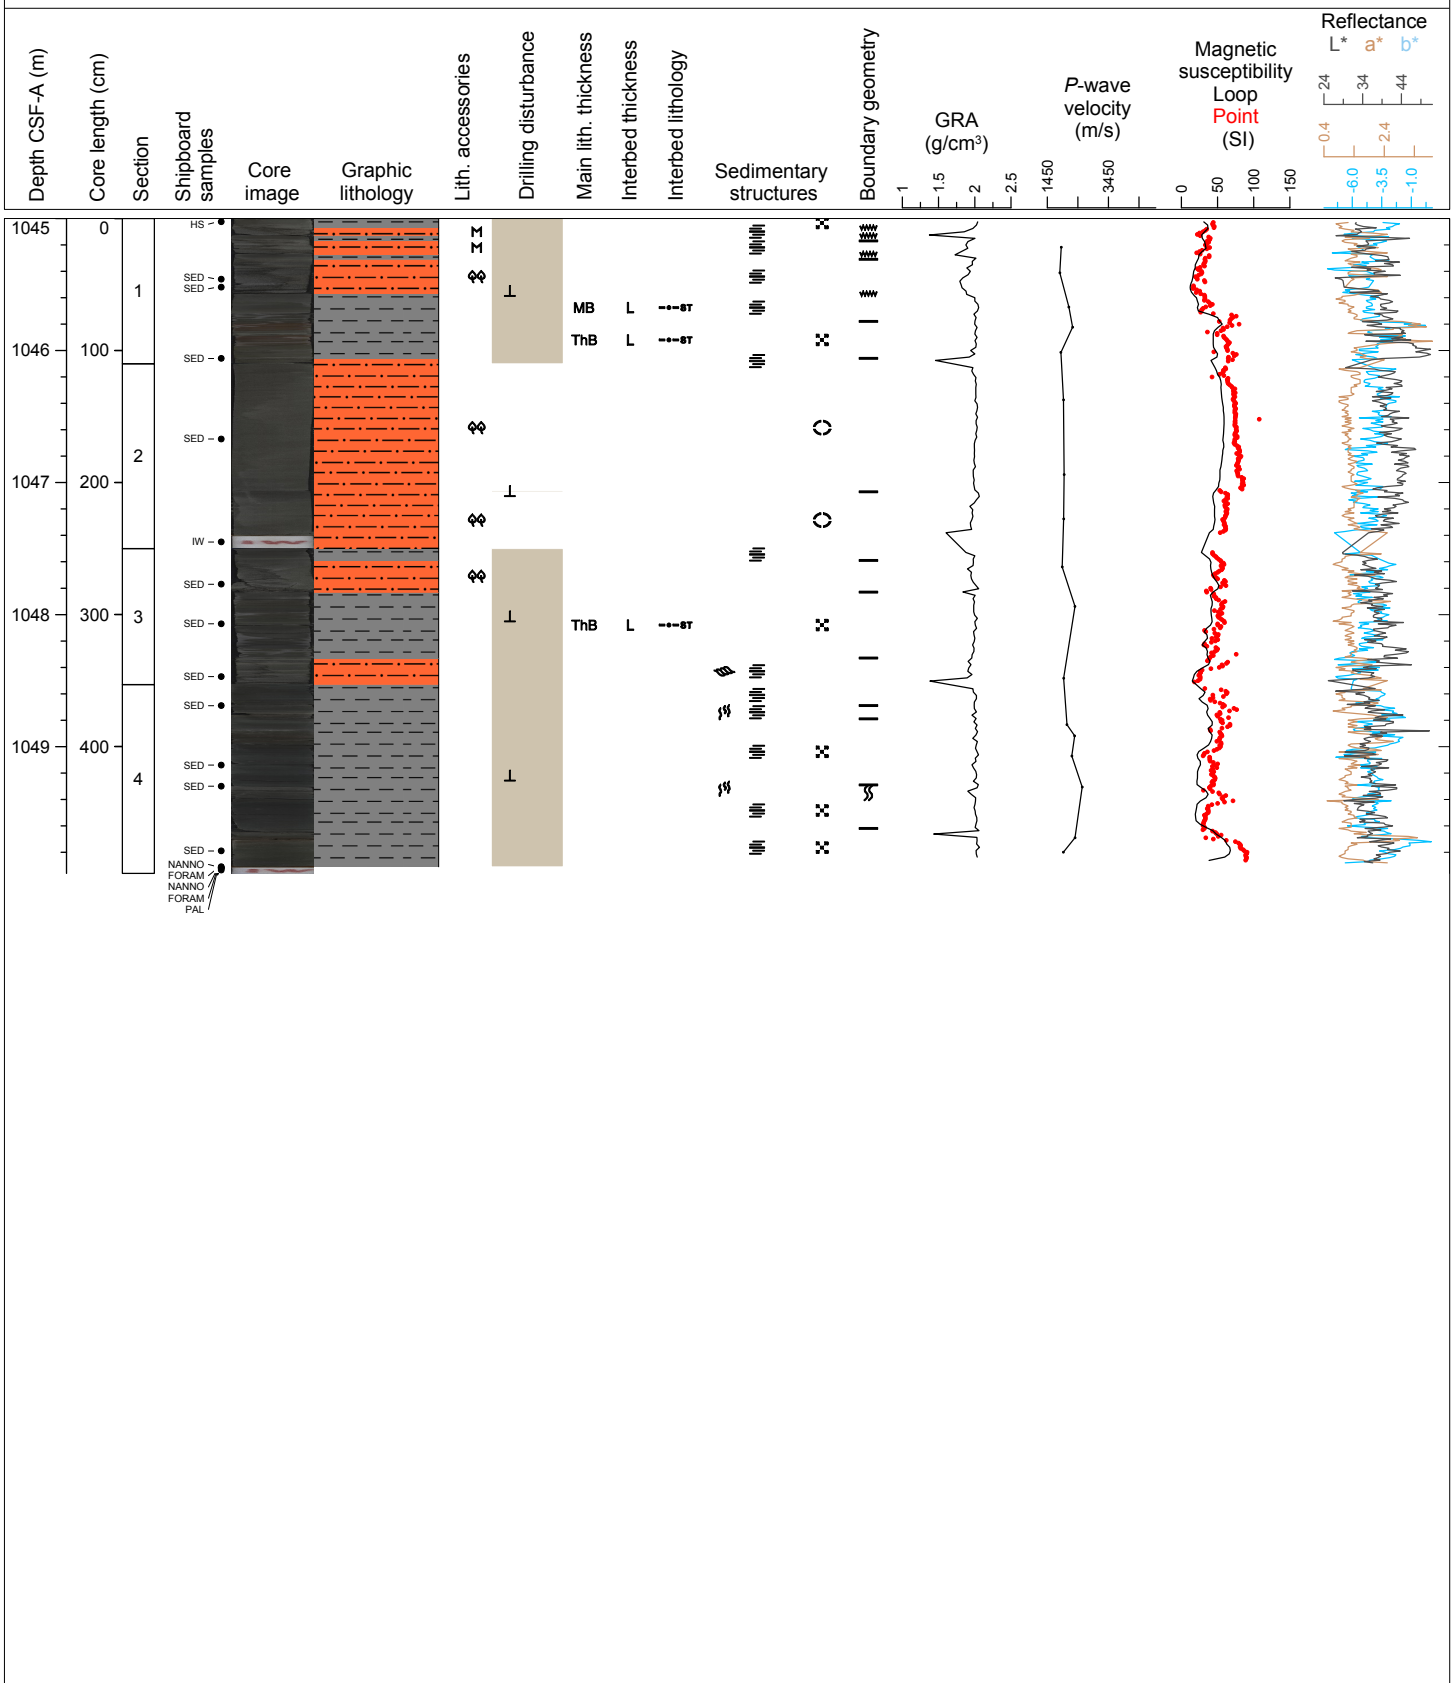 Depth CSF-A (m)
Core length (cm)
Section
Shipboard
samples
Core
image
Graphic
lithology
Lith. accessories
Drilling disturbance
Main lith. thickness
Interbed thickness
Interbed lithology
Sedimentary
structures
Boundary geometry
GRA
(g/cm³)
1
1.5
2
2.5
P-wave
velocity
(m/s)
1450
3450
Magnetic
susceptibility
Loop
Point
(SI)
0
50
100
150
Reflectance
L* a* b*
24
34
44
0.4
2.4
-6.0
-3.5
-1.0
1045
1046
1047
1048
1049
0
100
200
300
400
1
2
3
4
HS
SED
SED
SED
SED
IW
SED
SED
SED
SED
SED
SED
SED
NANNO
FORAM
NANNO
FORAM
PAL
M
M
MB L ST
ThB L ST
ThB L ST